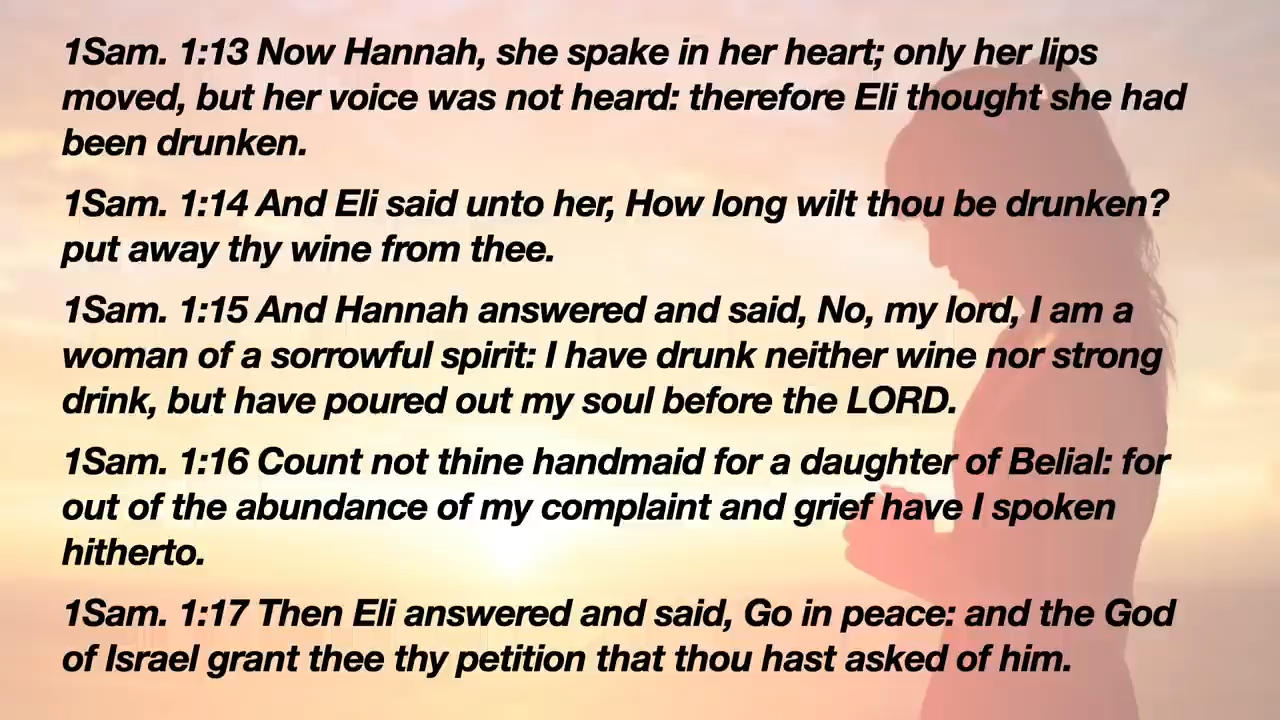 1Sam. 1:13 Now Hannah, she spake in her heart; only her lips
moved, but her voice was not heard: therefore Eli thought she had
been drunken.
1Sam. 1:14 And Eli said unto her, How long wilt thou be drunken?
put away thy wine from thee.
1Sam. 1:15 And Hannah answered and said, No, my lord, I am a
woman of a sorrowful spirit: I have drunk neither wine nor strong
drink, but have poured out my soul before the LORD.
1Sam. 1:16 Count not thine handmaid for a daughter of Belial: for
out of the abundance of my complaint and grief have I spoken
hitherto.
1Sam. 1:17 Then Eli answered and said, Go in peace: and the God
of Israel grant thee thy petition that thou hast asked of him.